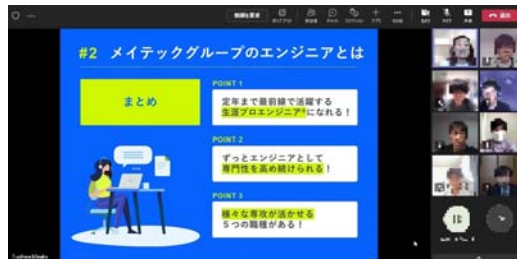 #2 メイテックグループのエンジニアとは
まとめ
POINT 1
定年まで最前線で活躍する
生涯プロエンジニア®になれる！
POINT 2
ずっとエンジニアとして
専門性を高め続けられる！
POINT 3
様々な専攻が活かせる
5つの職種がある！